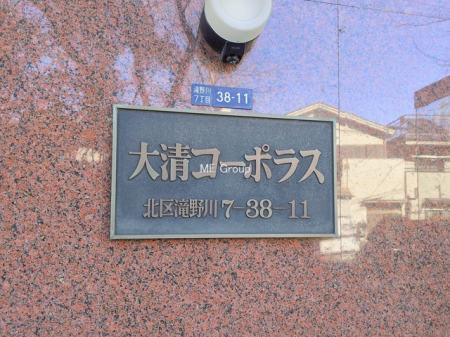 滝野川
7丁目 38-11
大清コーポラス
ME Group
北区滝野川 7-38-11